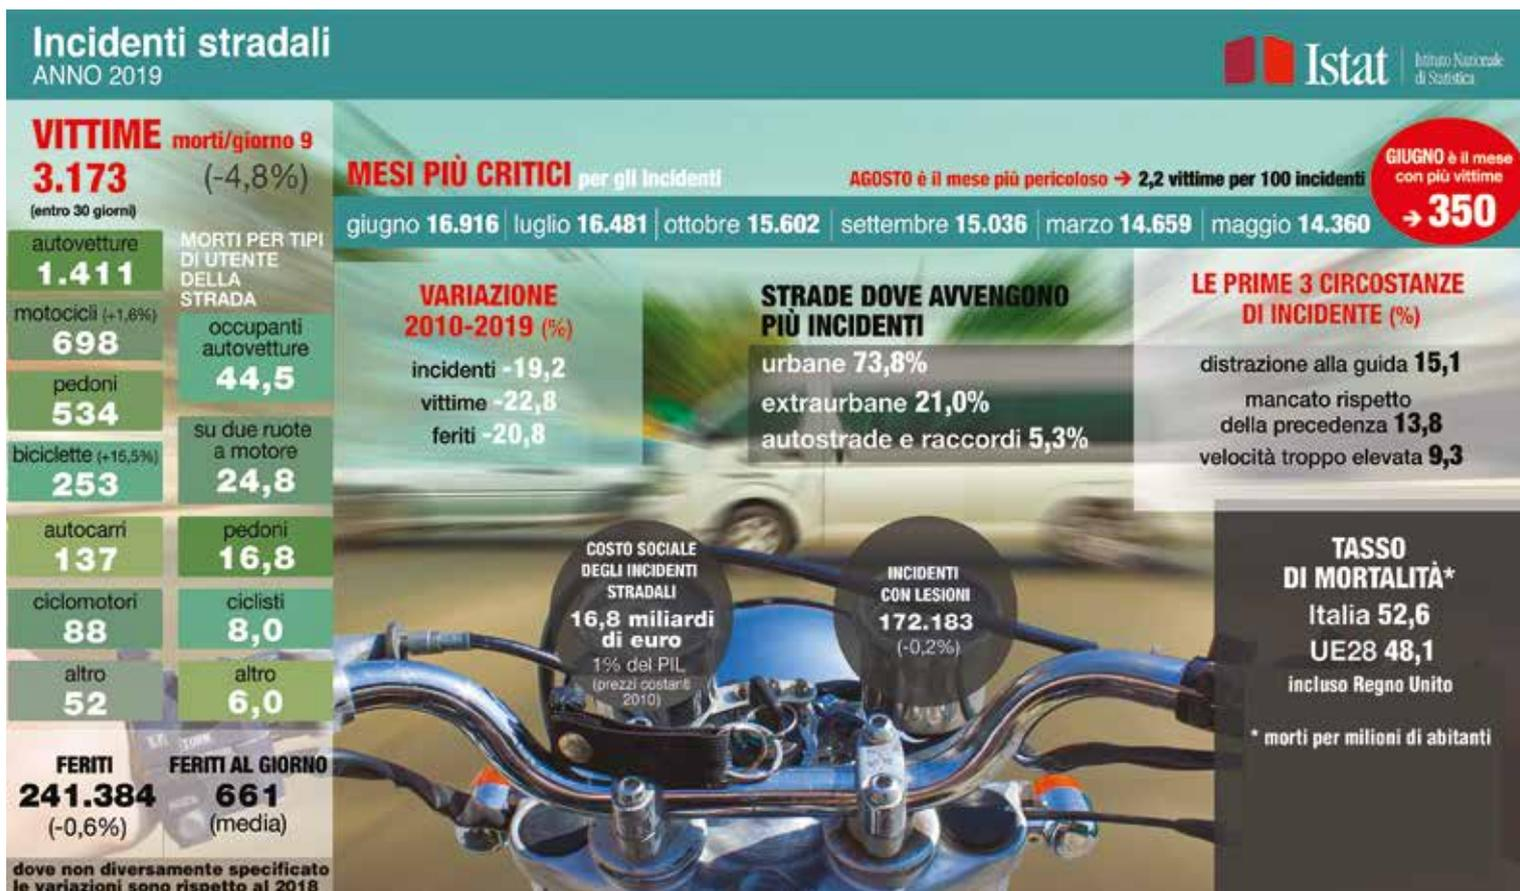 Incidenti stradali
ANNO 2019
Istat
Istituto Nazionale
di Statistica
VITTIME morti/giorno 9
3.173 (-4,8%)
(entro 30 giorni)
autovetture
1.411
motocicli (+1,6%)
698
pedoni
534
biciclette (+15,5%)
253
autocarri
137
ciclomotori
88
altro
52
MORTI PER TIPI
DI UTENTE
DELLA
STRADA
occupanti
autovetture
44,5
su due ruote
a motore
24,8
pedoni
16,8
ciclisti
8,0
altro
6,0
FERITI
241.384
(-0,6%)
FERITI AL GIORNO
661
(media)
dove non diversamente specificato
le variazioni sono rispetto al 2018
MESI PIÙ CRITICI per gli incidenti
AGOSTO è il mese più pericoloso → 2,2 vittime per 100 incidenti
GIUGNO è il mese
con più vittime
→ 350
giugno 16.916 | luglio 16.481 | ottobre 15.602 | settembre 15.036 | marzo 14.659 | maggio 14.360
VARIAZIONE
2010-2019 (%)
incidenti -19,2
vittime -22,8
feriti -20,8
STRADE DOVE AVVENGONO
PIÙ INCIDENTI
urbane 73,8%
extraurbane 21,0%
autostrade e raccordi 5,3%
LE PRIME 3 CIRCOSTANZE
DI INCIDENTE (%)
distrazione alla guida 15,1
mancato rispetto
della precedenza 13,8
velocità troppo elevata 9,3
COSTO SOCIALE
DEGLI INCIDENTI
STRADALI
16,8 miliardi
di euro
1% del PIL
(prezzi costanti
2010)
INCIDENTI
CON LESIONI
172.183
(-0,2%)
TASSO
DI MORTALITÀ*
Italia 52,6
UE28 48,1
incluso Regno Unito
* morti per milioni di abitanti